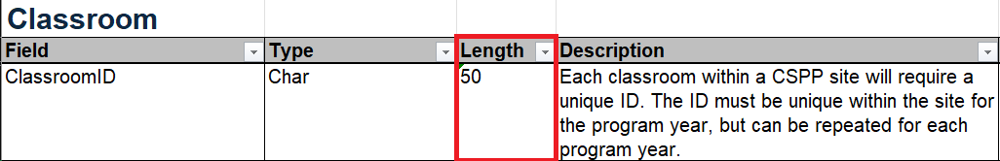 Classroom
Field Type Length Description
ClassroomID Char 50 Each classroom within a CSPP site will require a
unique ID. The ID must be unique within the site for
the program year, but can be repeated for each
program year.